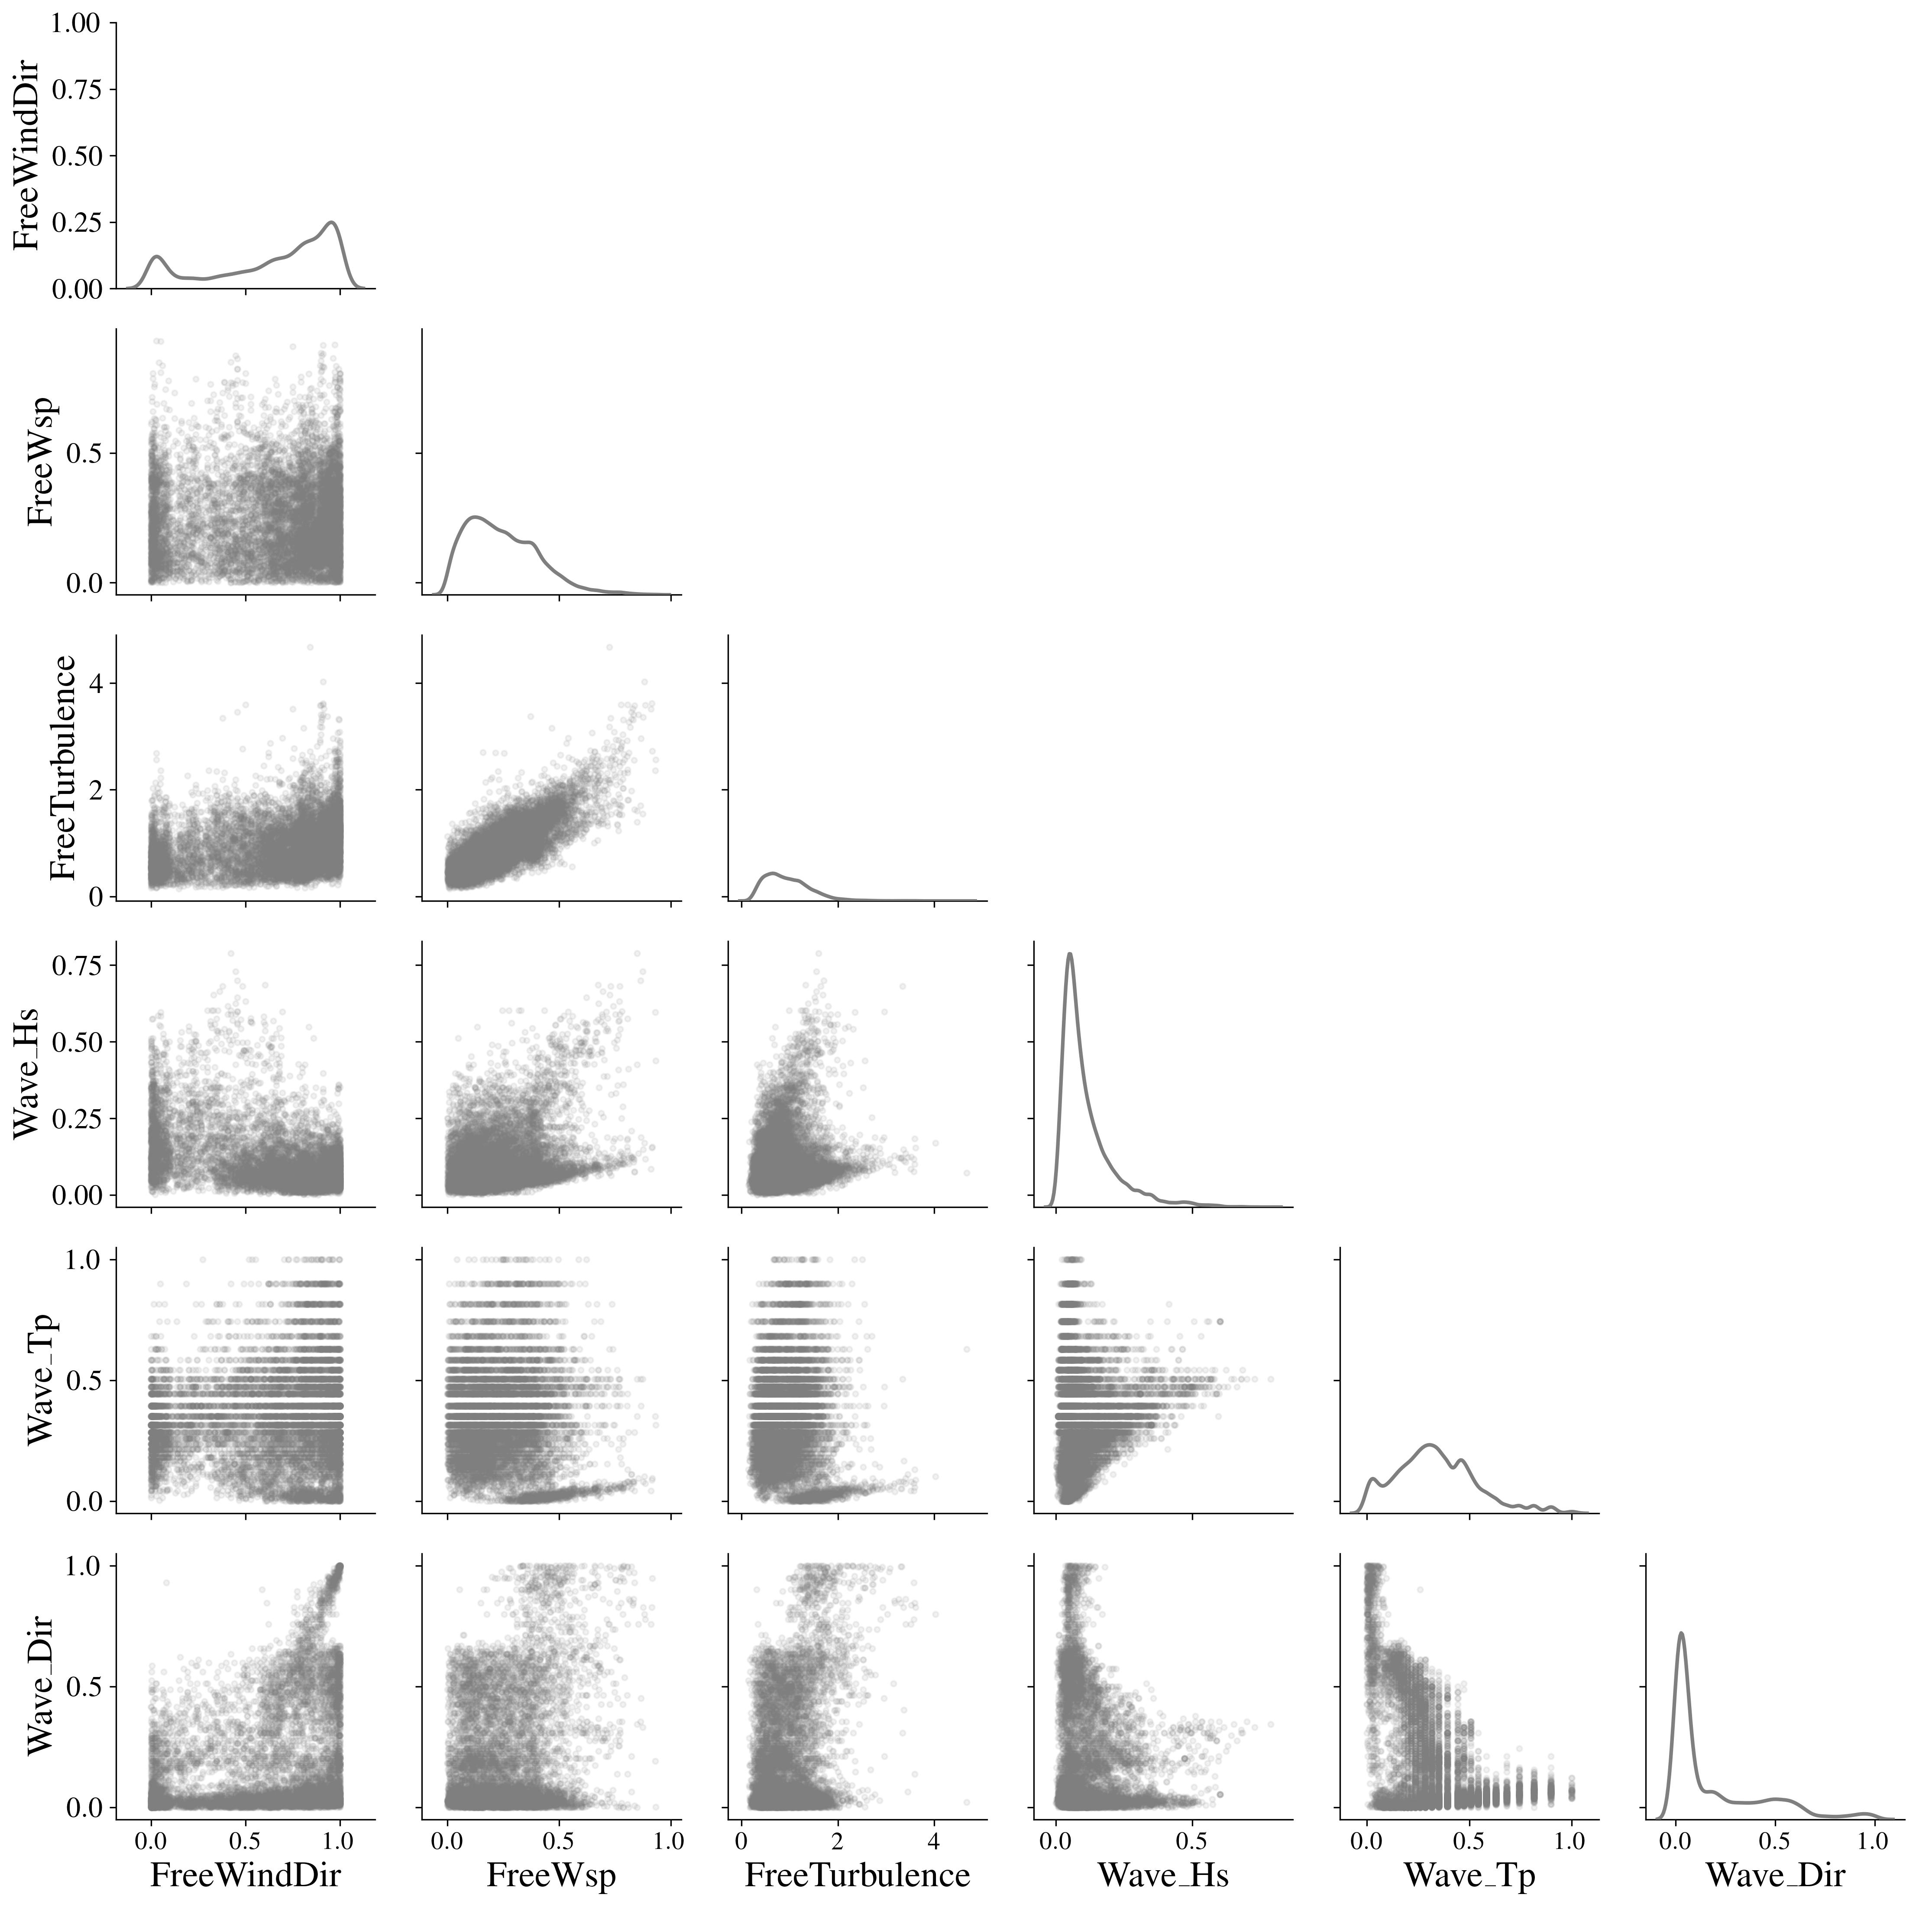 1.00
0.75
0.50
0.25
0.00
FreeWindDir
0.5
0.0
FreeWsp
4
2
0
FreeTurbulence
0.75
0.50
0.25
0.00
Wave_Hs
1.0
0.5
0.0
Wave_Tp
1.0
0.5
0.0
Wave_Dir
0.0 0.5 1.0 0.0 0.5 1.0 0 2 4 0.0 0.5 0.0 0.5 1.0 0.0 0.5 1.0
FreeWindDir FreeWsp FreeTurbulence Wave_Hs Wave_Tp Wave_Dir